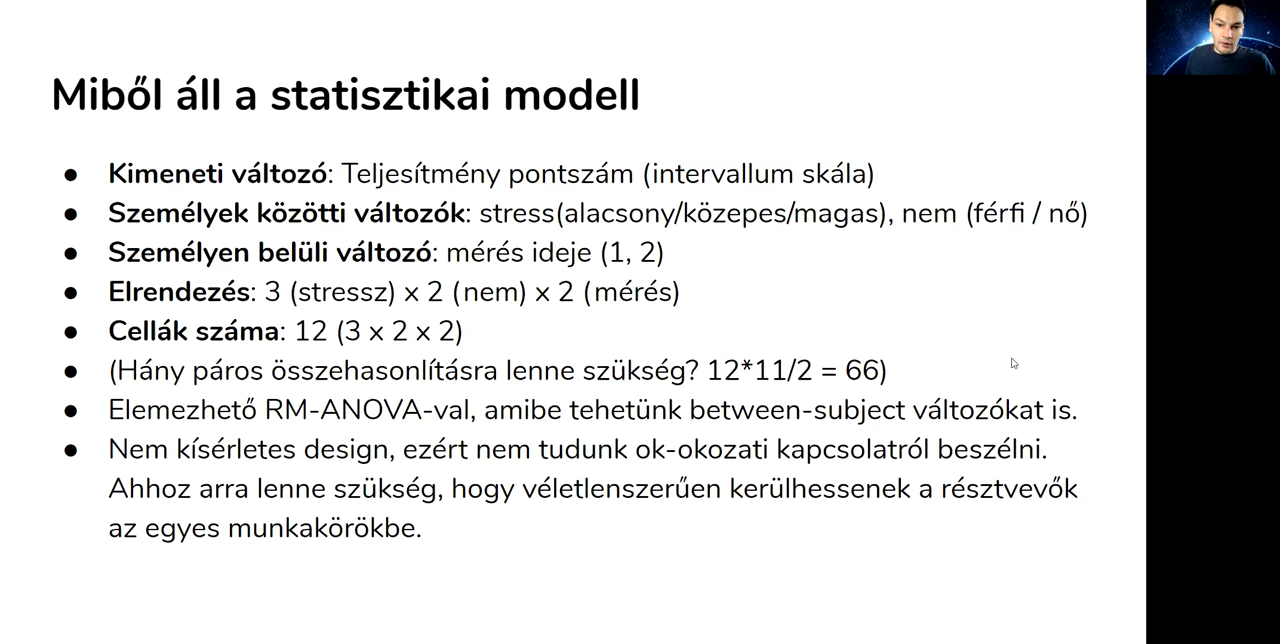 Miből áll a statisztikai modell
● Kimeneti változó: Teljesítmény pontszám (intervallum skála)
● Személyek közötti változók: stress(alacsony/közepes/magas), nem (férfi / nő)
● Személyen belüli változó: mérés ideje (1, 2)
● Elrendezés: 3 (stressz) x 2 (nem) x 2 (mérés)
● Cellák száma: 12 (3 x 2 x 2)
● (Hány páros összehasonlításra lenne szükség? 12*11/2 = 66)
● Elemezhető RM-ANOVA-val, amibe tehetünk between-subject változókat is.
● Nem kísérletes design, ezért nem tudunk ok-okozati kapcsolatról beszélni.
Ahhoz arra lenne szükség, hogy véletlenszerűen kerülhessenek a résztvevők
az egyes munkakörökbe.